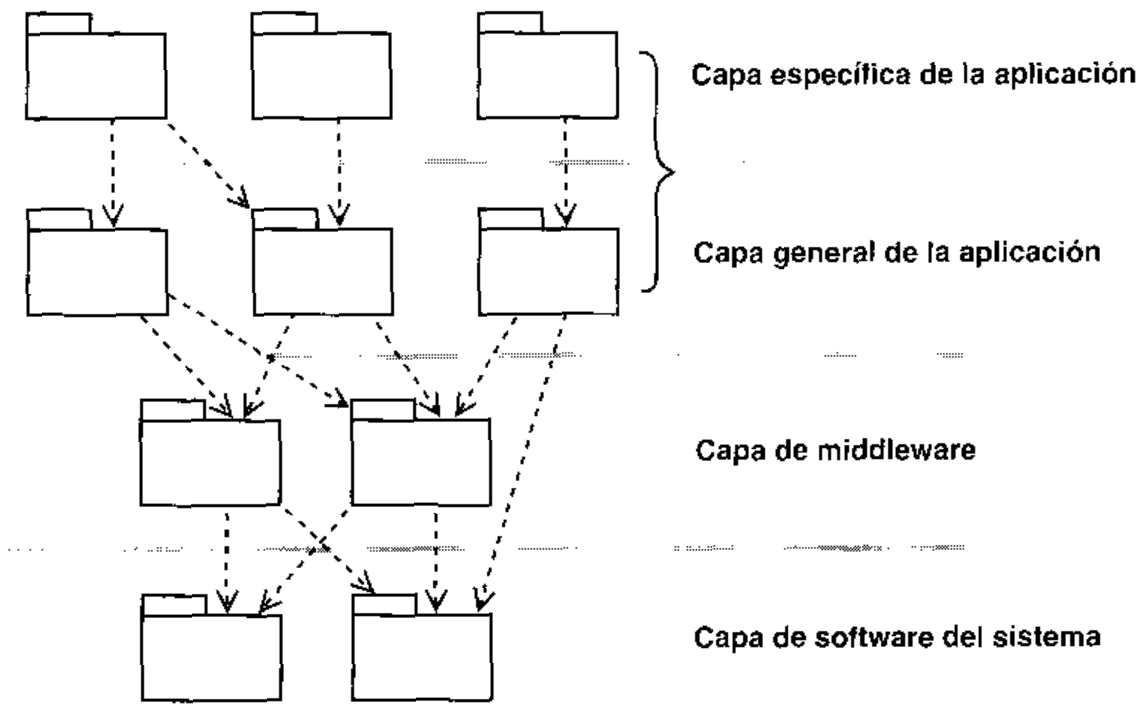 Capa específica de la aplicación
Capa general de la aplicación
Capa de middleware
Capa de software del sistema